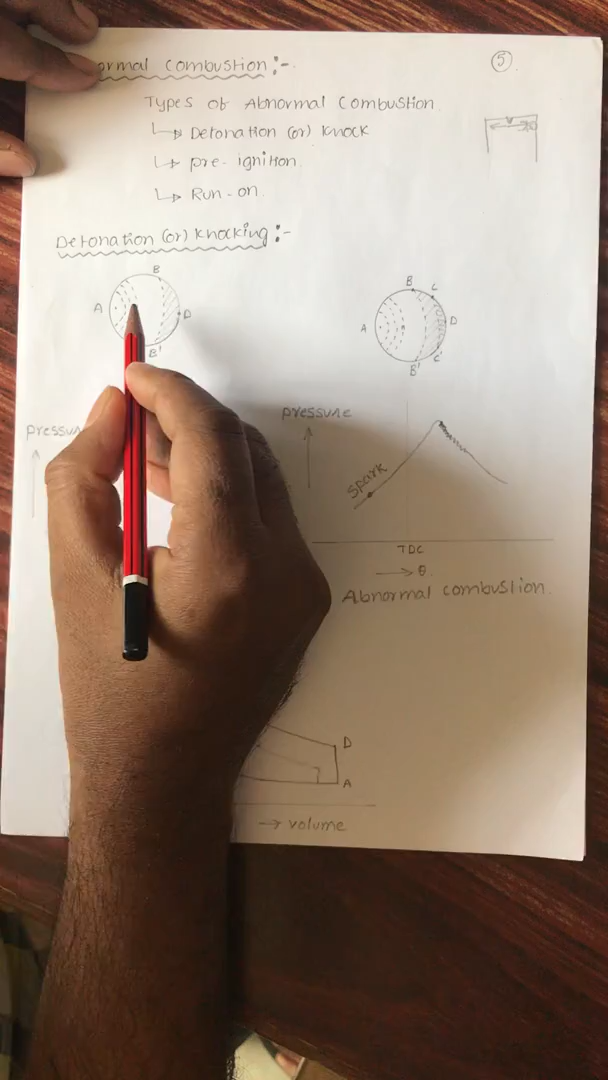 ormal Combustion :-
5
Types of Abnormal Combustion
Detonation (or) Knock
pre-ignition.
Run-on.
Detonation (or) Knocking :-
B
A
D
B'
B C
A
D
C'
B'
pressure
pressu
spark
TDC
θ.
Abnormal combustion.
D
A
volume